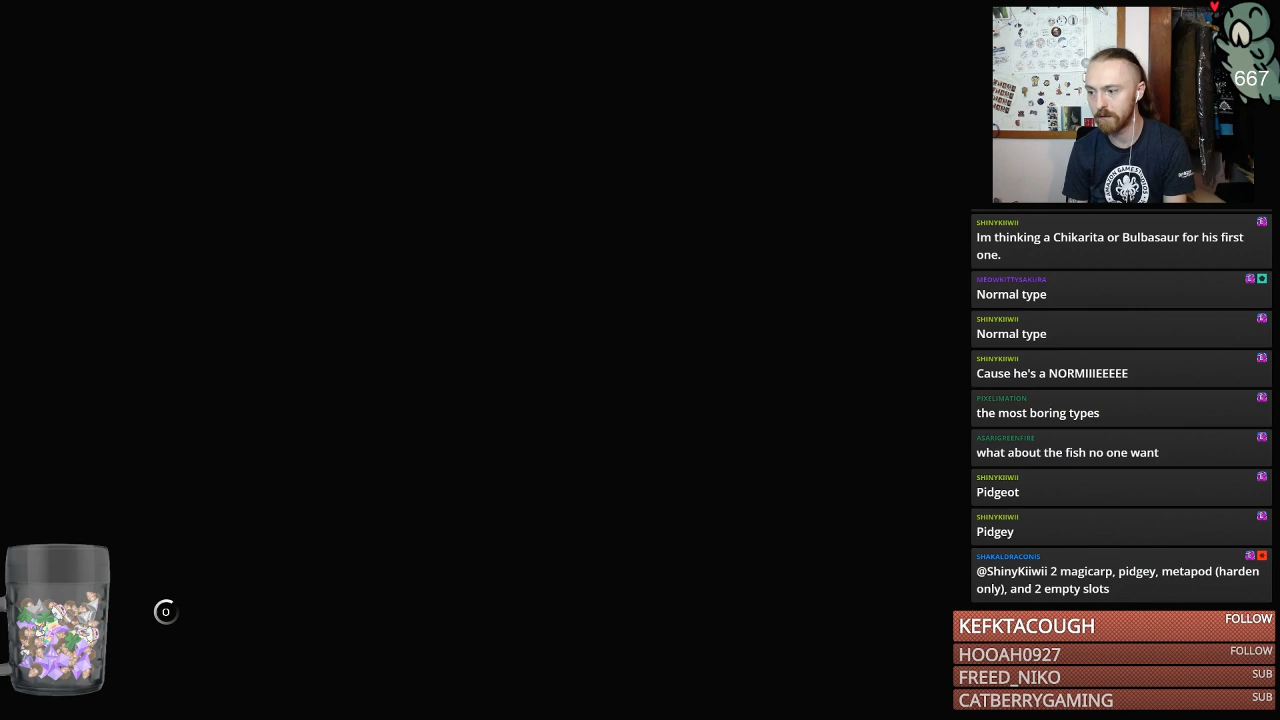 667
SHINYKIIWII
Im thinking a Chikarita or Bulbasaur for his first
one.
MEOWKITTYSAKURA
Normal type
SHINYKIIWII
Normal type
SHINYKIIWII
Cause he's a NORMIIIEEEEE
PIXELIMATION
the most boring types
ASARIGREENFIRE
what about the fish no one want
SHINYKIIWII
Pidgeot
SHINYKIIWII
Pidgey
SHAKALDRACONIS
@ShinyKiiwii 2 magicarp, pidgey, metapod (harden
only), and 2 empty slots
0
KEFKTACOUGH FOLLOW
HOOAH0927 FOLLOW
FREED_NIKO SUB
CATBERRYGAMING SUB